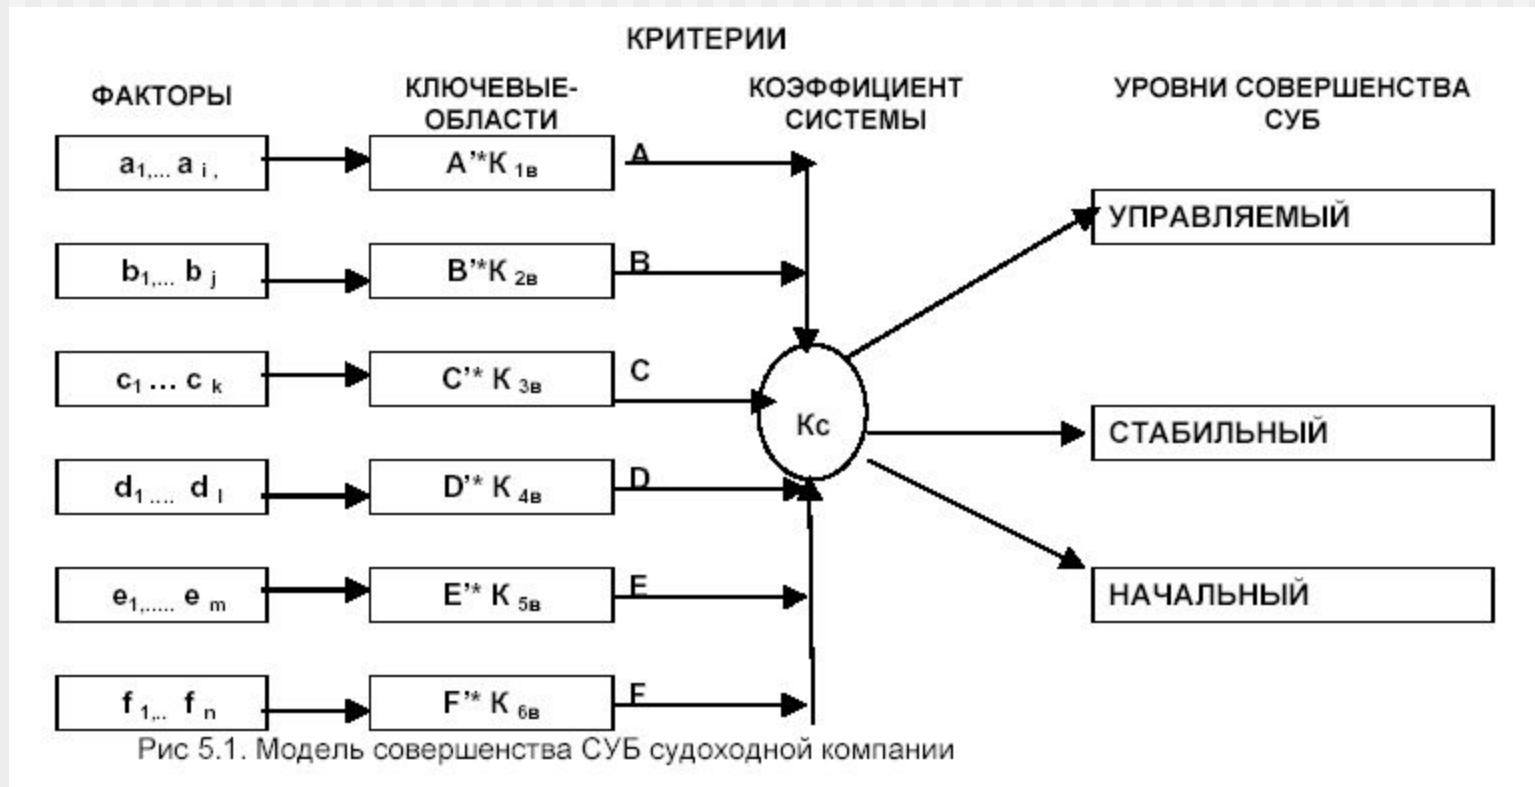 КРИТЕРИИ
ФАКТОРЫ
КЛЮЧЕВЫЕ-
ОБЛАСТИ
КОЭФФИЦИЕНТ
СИСТЕМЫ
УРОВНИ СОВЕРШЕНСТВА
СУБ
a1,... a i ,
A'*К 1в
A
b1,... b j
B'*К 2в
B
c1 ... c k
C'* К 3в
C
d1 .... d l
D'* К 4в
D
e1,..... e m
E'* К 5в
E
f 1,.. f n
F'* К 6в
F
Кс
УПРАВЛЯЕМЫЙ
СТАБИЛЬНЫЙ
НАЧАЛЬНЫЙ
Рис 5.1. Модель совершенства СУБ судоходной компании